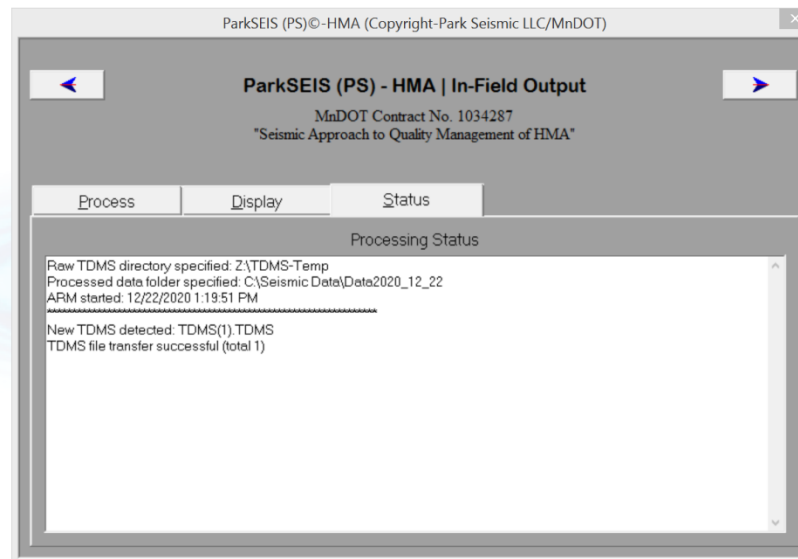 ParkSEIS (PS)©-HMA (Copyright-Park Seismic LLC/MnDOT)
ParkSEIS (PS) - HMA | In-Field Output
MnDOT Contract No. 1034287
"Seismic Approach to Quality Management of HMA"
Process Display Status
Processing Status
Raw TDMS directory specified: Z:\TDMS-Temp
Processed data folder specified: C:\Seismic Data\Data2020_12_22
ARM started: 12/22/2020 1:19:51 PM
New TDMS detected: TDMS(1).TDMS
TDMS file transfer successful (total 1)